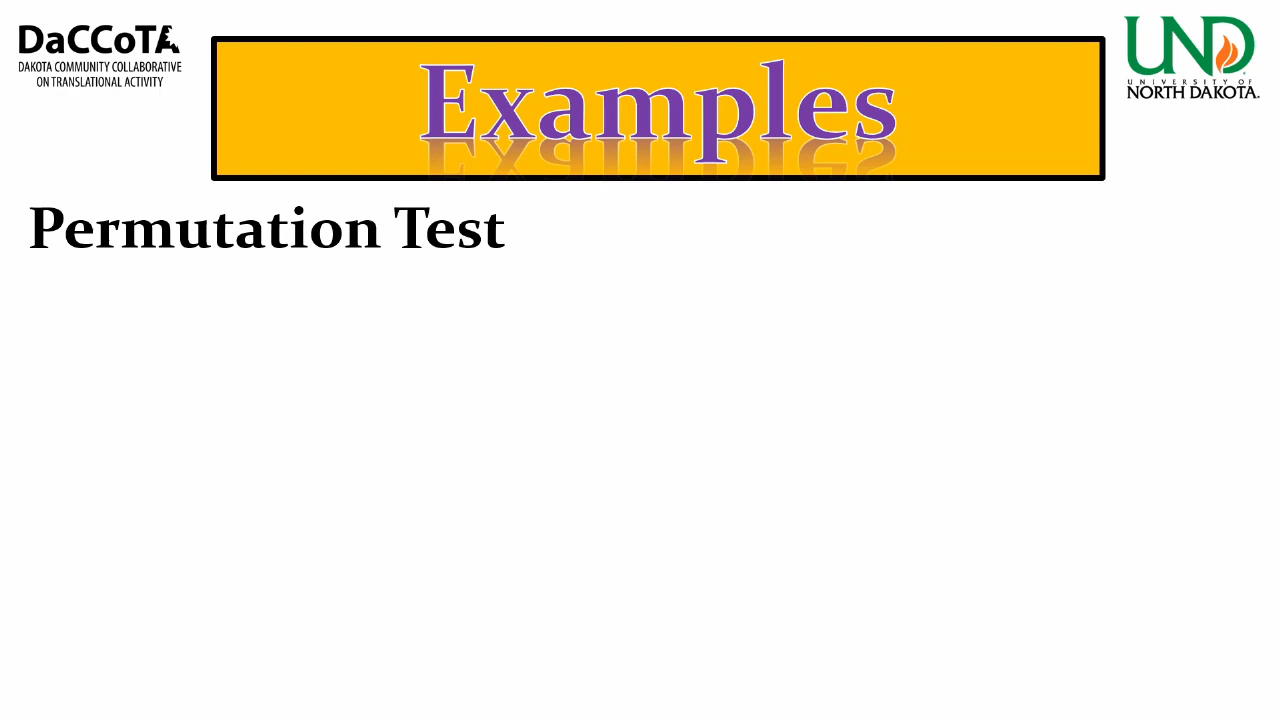 DaCCoTA
DAKOTA COMMUNITY COLLABORATIVE
ON TRANSLATIONAL ACTIVITY
Examples
UND
UNIVERSITY OF
NORTH DAKOTA.
Permutation Test